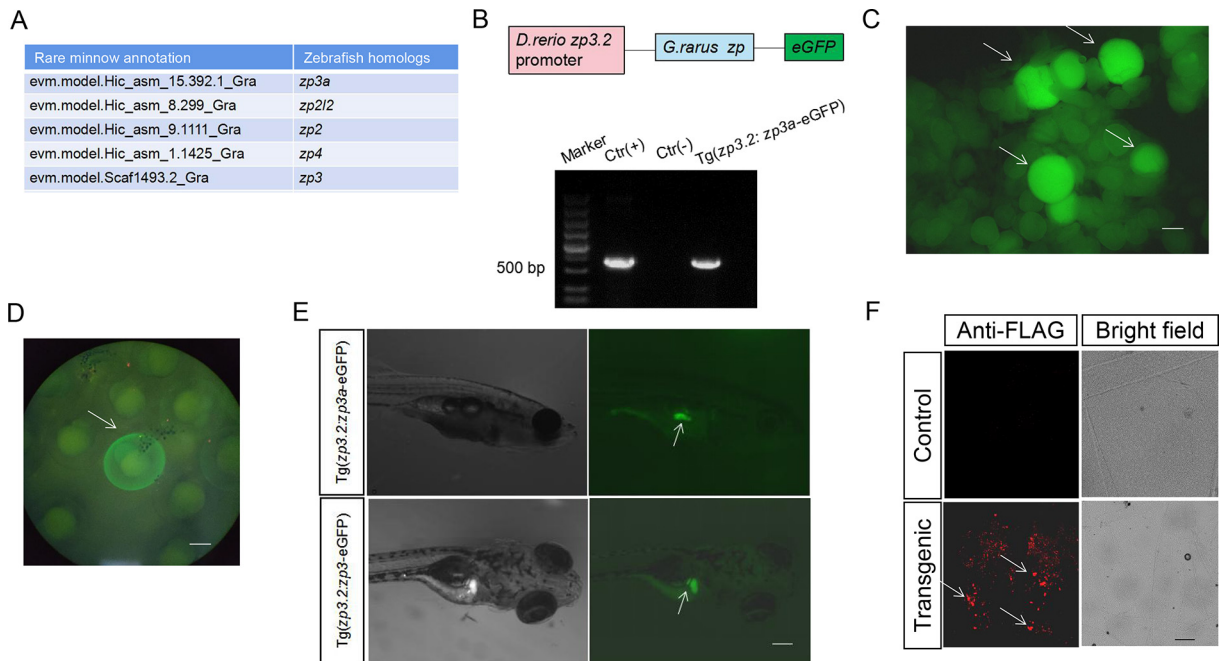 A
Rare minnow annotation Zebrafish homologs
evm.model.Hic_asm_15.392.1_Gra zp3a
evm.model.Hic_asm_8.299_Gra zp2l2
evm.model.Hic_asm_9.1111_Gra zp2
evm.model.Hic_asm_1.1425_Gra zp4
evm.model.Scaf1493.2_Gra zp3
B
D.rerio zp3.2
promoter
G.rarus zp
eGFP
Marker
Ctr(+)
Ctr(-)
Tg(zp3.2: zp3a-eGFP)
500 bp
C
D
E
Tg(zp3.2:zp3a-eGFP)
Tg(zp3.2:zp3-eGFP)
F
Anti-FLAG Bright field
Control
Transgenic